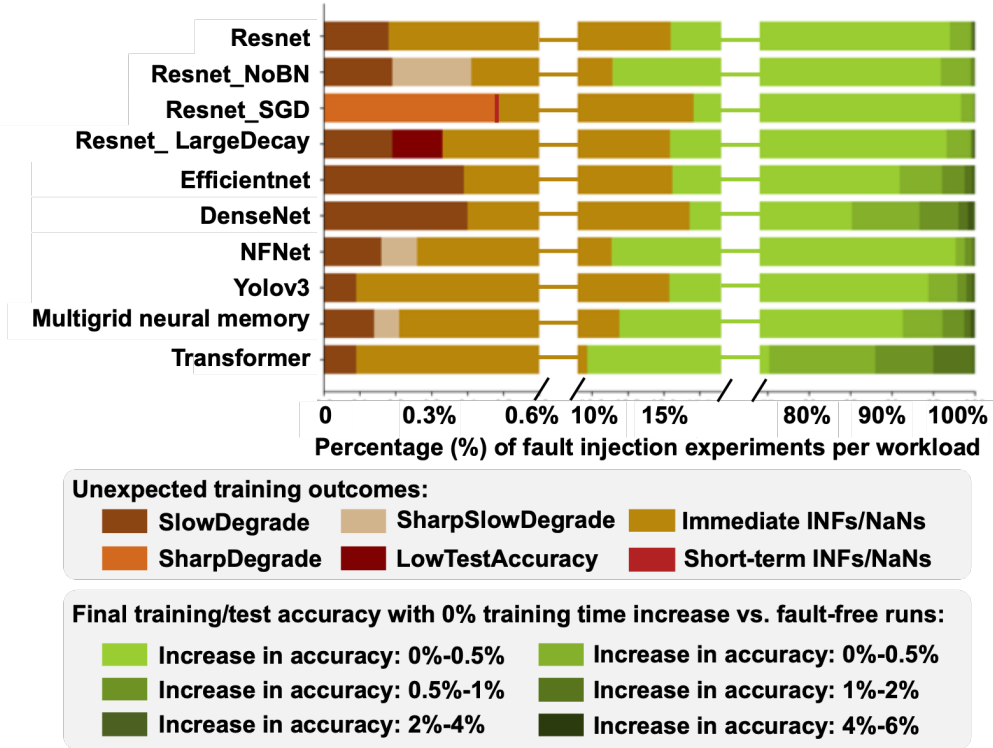 Resnet
Resnet_NoBN
Resnet_SGD
Resnet_ LargeDecay
Efficientnet
DenseNet
NFNet
Yolov3
Multigrid neural memory
Transformer
0 0.3% 0.6% 10% 15% 80% 90% 100%
Percentage (%) of fault injection experiments per workload
Unexpected training outcomes:
SlowDegrade SharpSlowDegrade Immediate INFs/NaNs
SharpDegrade LowTestAccuracy Short-term INFs/NaNs
Final training/test accuracy with 0% training time increase vs. fault-free runs:
Increase in accuracy: 0%-0.5% Increase in accuracy: 0%-0.5%
Increase in accuracy: 0.5%-1% Increase in accuracy: 1%-2%
Increase in accuracy: 2%-4% Increase in accuracy: 4%-6%